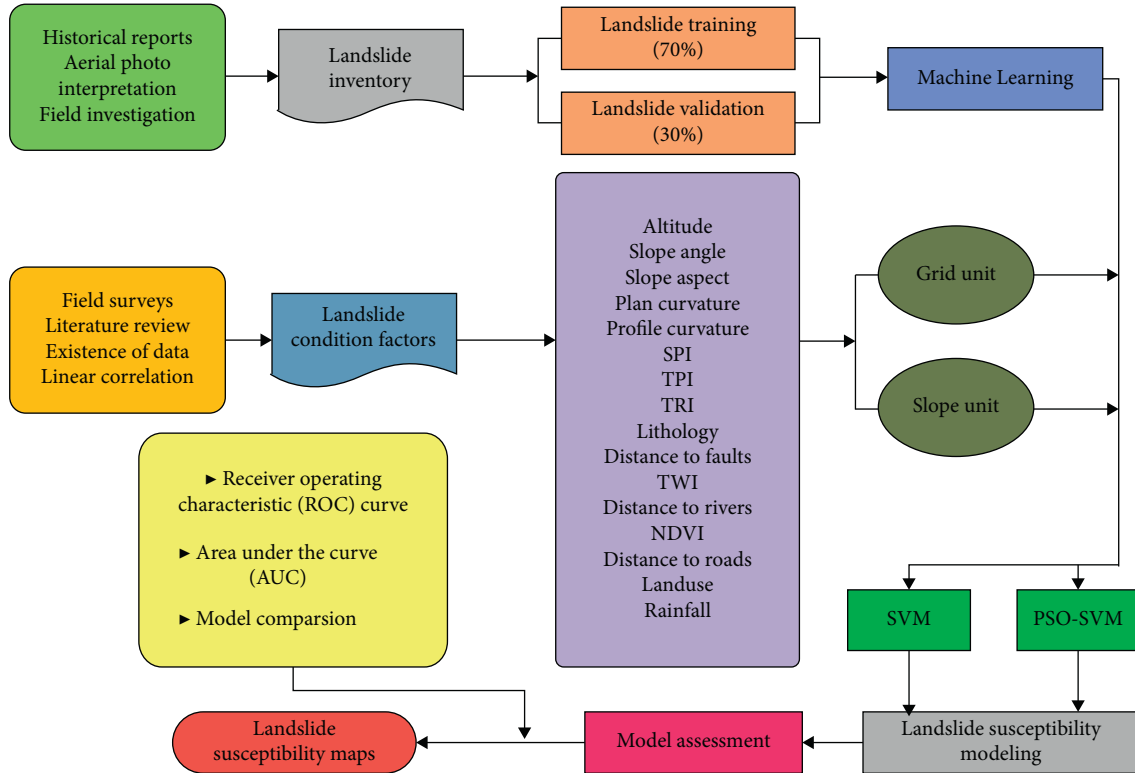 Historical reports
Aerial photo
interpretation
Field investigation
Landslide
inventory
Landslide training
(70%)
Landslide validation
(30%)
Machine Learning
Field surveys
Literature review
Existence of data
Linear correlation
Landslide
condition factors
Altitude
Slope angle
Slope aspect
Plan curvature
Profile curvature
SPI
TPI
TRI
Lithology
Distance to faults
TWI
Distance to rivers
NDVI
Distance to roads
Landuse
Rainfall
Grid unit
Slope unit
► Receiver operating
characteristic (ROC) curve
► Area under the curve
(AUC)
► Model comparsion
SVM
PSO-SVM
Landslide susceptibility
modeling
Model assessment
Landslide
susceptibility maps